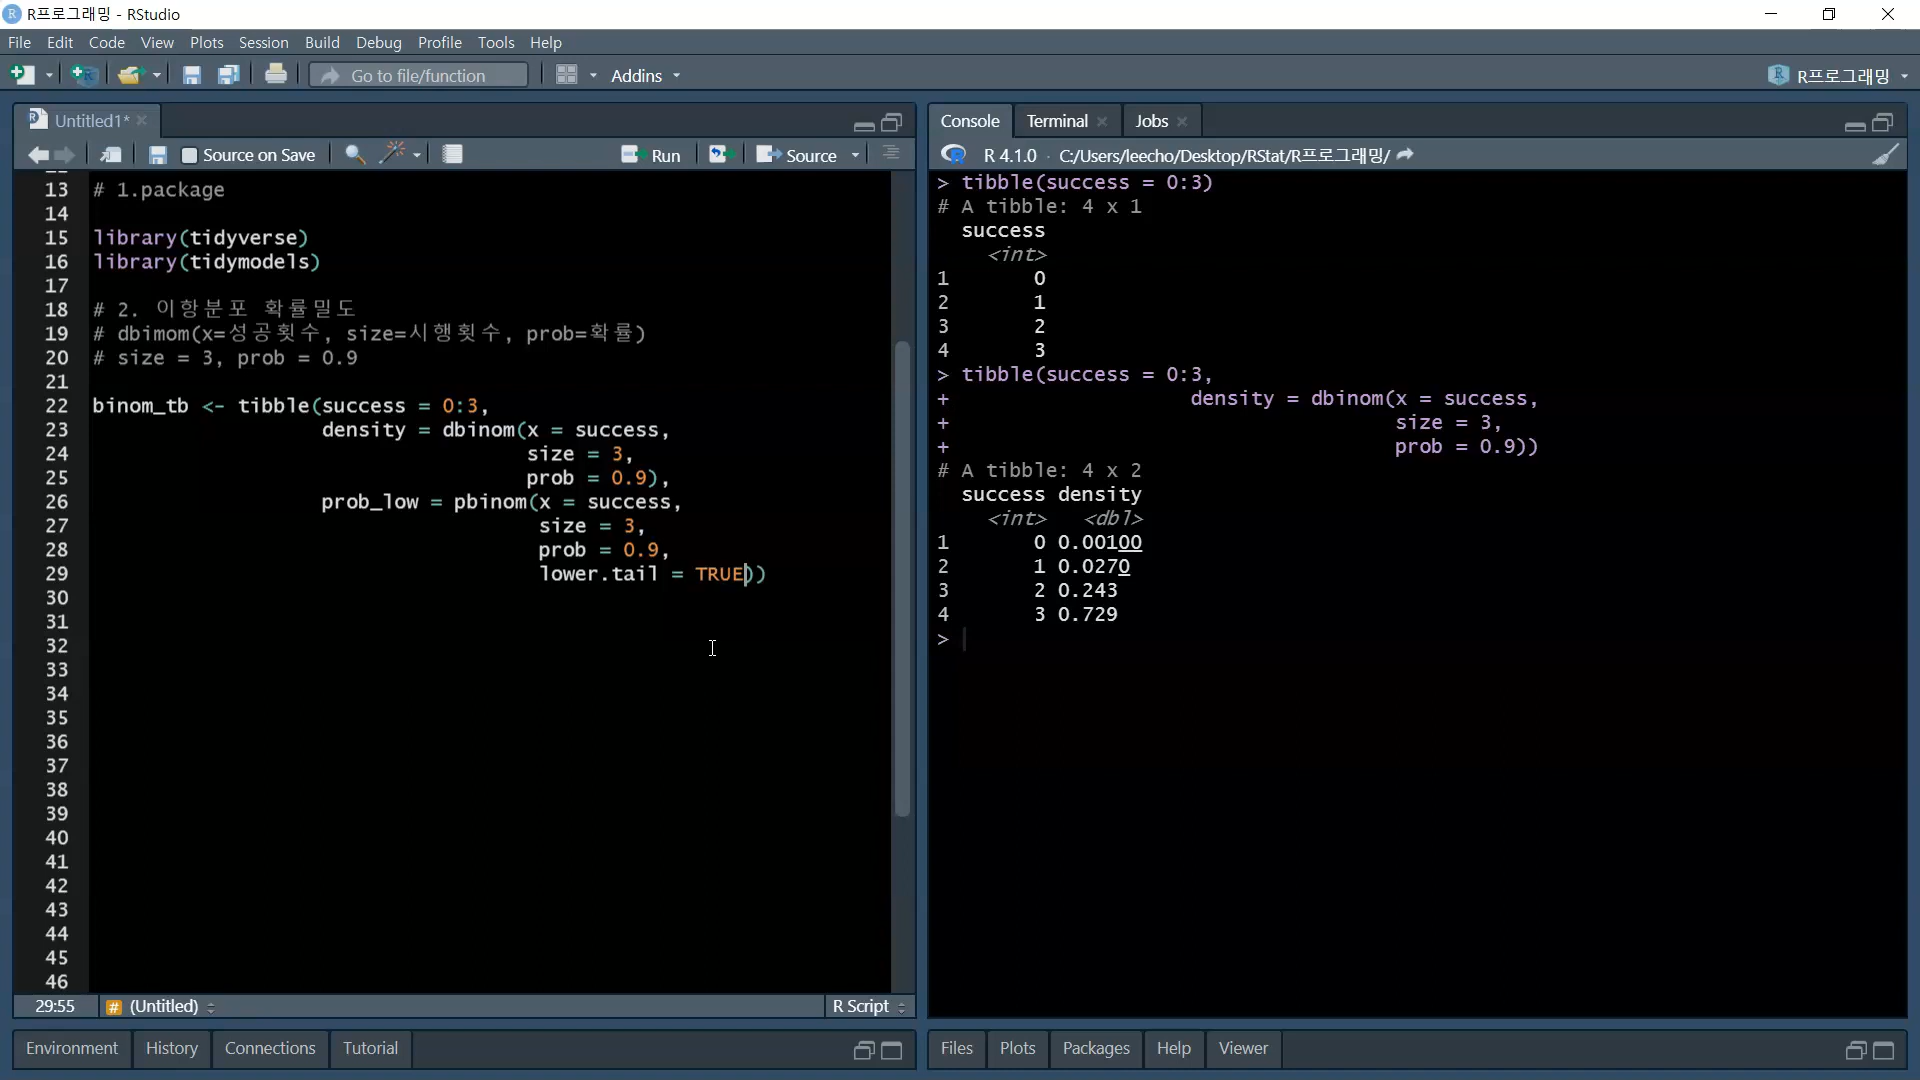 R프로그래밍 - RStudio
File Edit Code View Plots Session Build Debug Profile Tools Help
Go to file/function Addins R프로그래밍
Untitled1*
Source on Save Run Source
13 # 1.package
14
15 library(tidyverse)
16 library(tidymodels)
17
18 # 2. 이항분포 확률밀도
19 # dbimom(x=성공횟수, size=시행횟수, prob=확률)
20 # size = 3, prob = 0.9
21
22 binom_tb <- tibble(success = 0:3,
23 density = dbinom(x = success,
24 size = 3,
25 prob = 0.9),
26 prob_low = pbinom(x = success,
27 size = 3,
28 prob = 0.9,
29 lower.tail = TRUE))
30
31
32
33
34
35
36
37
38
39
40
41
42
43
44
45
46
29:55 # (Untitled) R Script
Environment History Connections Tutorial
Console Terminal Jobs
R 4.1.0 · C:/Users/leecho/Desktop/RStat/R프로그래밍/
> tibble(success = 0:3)
# A tibble: 4 x 1
success
<int>
1 0
2 1
3 2
4 3
> tibble(success = 0:3,
+ density = dbinom(x = success,
+ size = 3,
+ prob = 0.9))
# A tibble: 4 x 2
success density
<int> <dbl>
1 0 0.00100
2 1 0.0270
3 2 0.243
4 3 0.729
>
Files Plots Packages Help Viewer